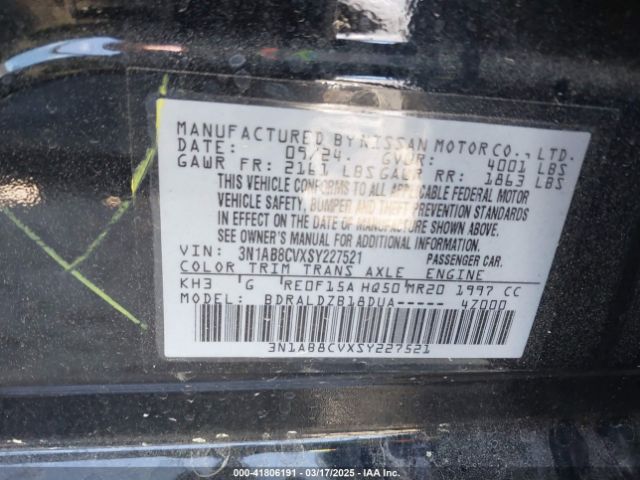 MANUFACTURED BY NISSAN MOTOR CO., LTD.
DATE: 09/24 GVWR: 4001 LBS
GAWR FR: 2161 LBS GAWR RR: 1863 LBS
THIS VEHICLE CONFORMS TO ALL APPLICABLE FEDERAL MOTOR
VEHICLE SAFETY, BUMPER, AND THEFT PREVENTION STANDARDS
IN EFFECT ON THE DATE OF MANUFACTURE SHOWN ABOVE.
SEE OWNER'S MANUAL FOR ADDITIONAL INFORMATION.
VIN: 3N1AB8CVXSY227521 PASSENGER CAR.
COLOR TRIM TRANS AXLE ENGINE
KH3 G RE0F15A HQ50 MR20 1997 CC
MODEL: BDRALDZB18DUA----- 47000
3N1AB8CVXSY227521
000-41806191 - 03/17/2025 - IAA Inc.